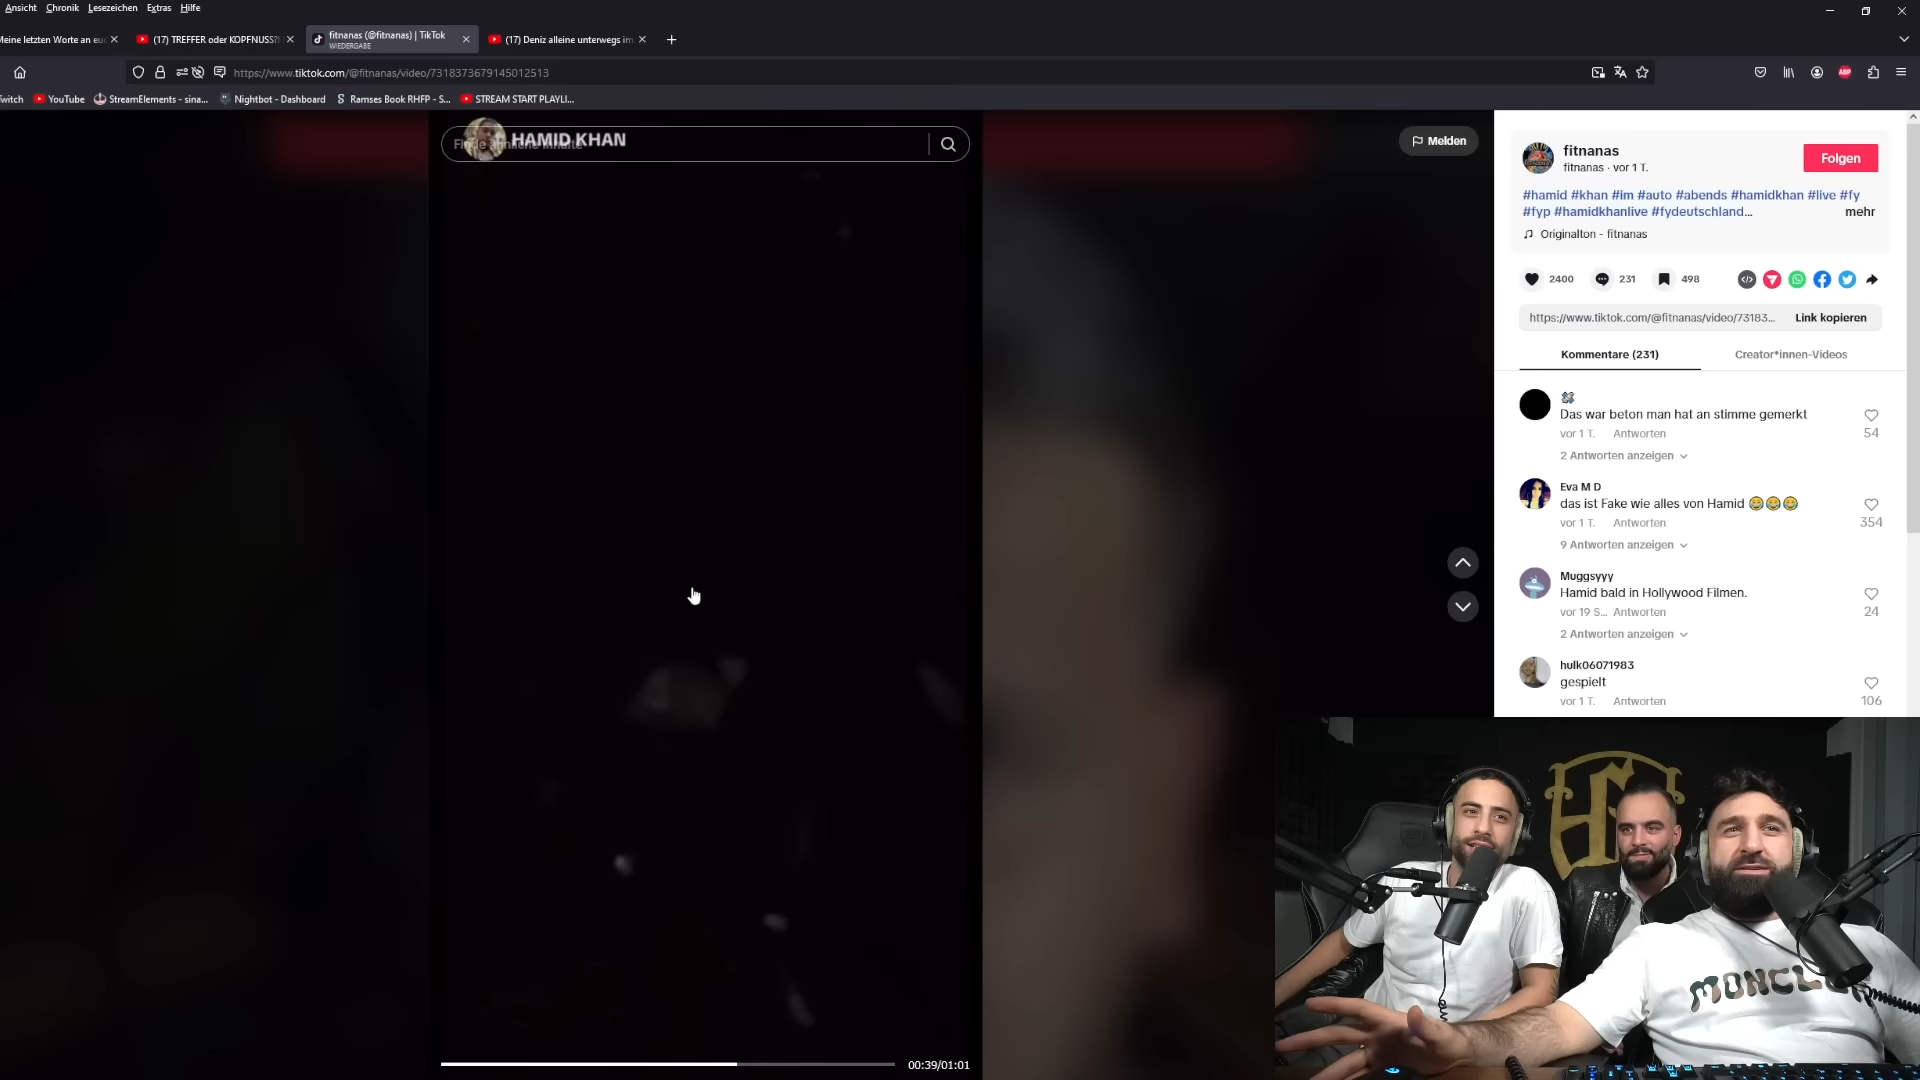 Ansicht Chronik Lesezeichen Extras Hilfe
Meine letzten Worte an eu
(17) TREFFER oder KOPFNUSS?!
fitnanas (@fitnanas) | TikTok
WIEDERGABE
(17) Deniz alleine unterwegs im
https://www.tiktok.com/@fitnanas/video/7318373679145012513
ABP
Twitch
YouTube
StreamElements - sina...
Nightbot - Dashboard
Ramses Book RHFP - S...
STREAM START PLAYLI...
HAMID KHAN
Finde ähnliche Inhalte
Melden
fitnanas
fitnanas · vor 1 T.
Folgen
#hamid #khan #im #auto #abends #hamidkhan #live #fy
#fyp #hamidkhanlive #fydeutschland...
mehr
Originalton - fitnanas
2400
231
498
https://www.tiktok.com/@fitnanas/video/73183...
Link kopieren
Kommentare (231)
Creator*innen-Videos
Das war beton man hat an stimme gemerkt
vor 1 T. Antworten
54
2 Antworten anzeigen
Eva M D
das ist Fake wie alles von Hamid 😂😂😂
vor 1 T. Antworten
354
9 Antworten anzeigen
Muggsyyy
Hamid bald in Hollywood Filmen.
vor 19 S... Antworten
24
2 Antworten anzeigen
hulk06071983
gespielt
vor 1 T. Antworten
106
00:39/01:01